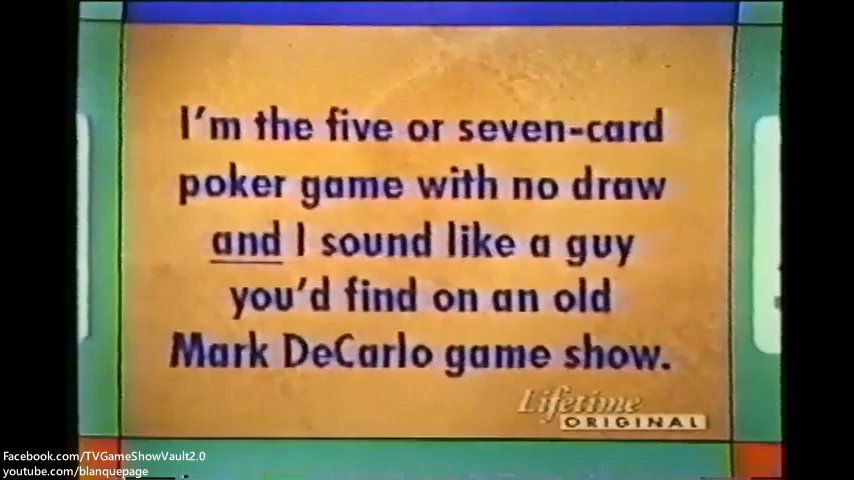 I'm the five or seven-card
poker game with no draw
and I sound like a guy
you'd find on an old
Mark DeCarlo game show.
Lifetime
ORIGINAL
Facebook.com/TVGameShowVault2.0
youtube.com/blanquepage